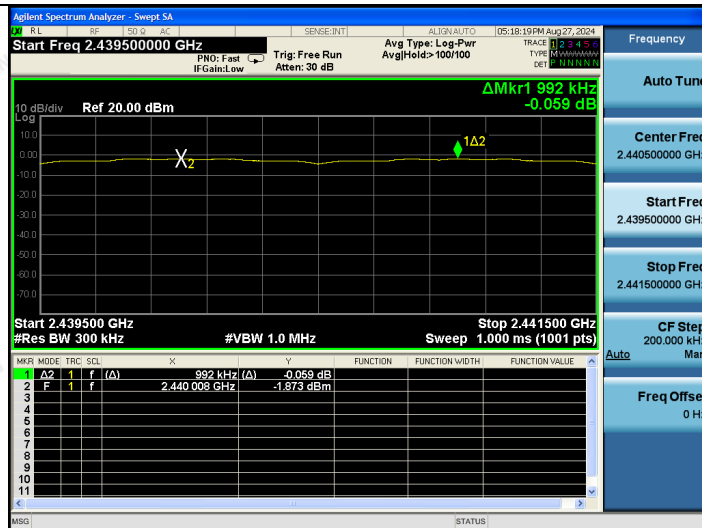 Agilent Spectrum Analyzer - Swept SA
LXI RL RF 50 Ω AC SENSE:INT ALIGN AUTO 05:18:19 PM Aug 27, 2024
Start Freq 2.439500000 GHz
PNO: Fast
IFGain:Low
Trig: Free Run
Atten: 30 dB
Avg Type: Log-Pwr
Avg|Hold:>100/100
TRACE 1 2 3 4 5 6
TYPE M W W W W W
DET P N N N N N
ΔMkr1 992 kHz
-0.059 dB
10 dB/div Ref 20.00 dBm
Log
10.0
0.00
-10.0
-20.0
-30.0
-40.0
-50.0
-60.0
-70.0
X2
1Δ2
Start 2.439500 GHz Stop 2.441500 GHz
#Res BW 300 kHz #VBW 1.0 MHz Sweep 1.000 ms (1001 pts)
MKR MODE TRC SCL X Y FUNCTION FUNCTION WIDTH FUNCTION VALUE
1 Δ2 1 f (Δ) 992 kHz (Δ) -0.059 dB
2 F 1 f 2.440 008 GHz -1.873 dBm
3
4
5
6
7
8
9
10
11
MSG STATUS
Frequency
Auto Tune
Center Freq
2.440500000 GHz
Start Freq
2.439500000 GHz
Stop Freq
2.441500000 GHz
CF Step
200.000 kHz
Auto Man
Freq Offset
0 Hz